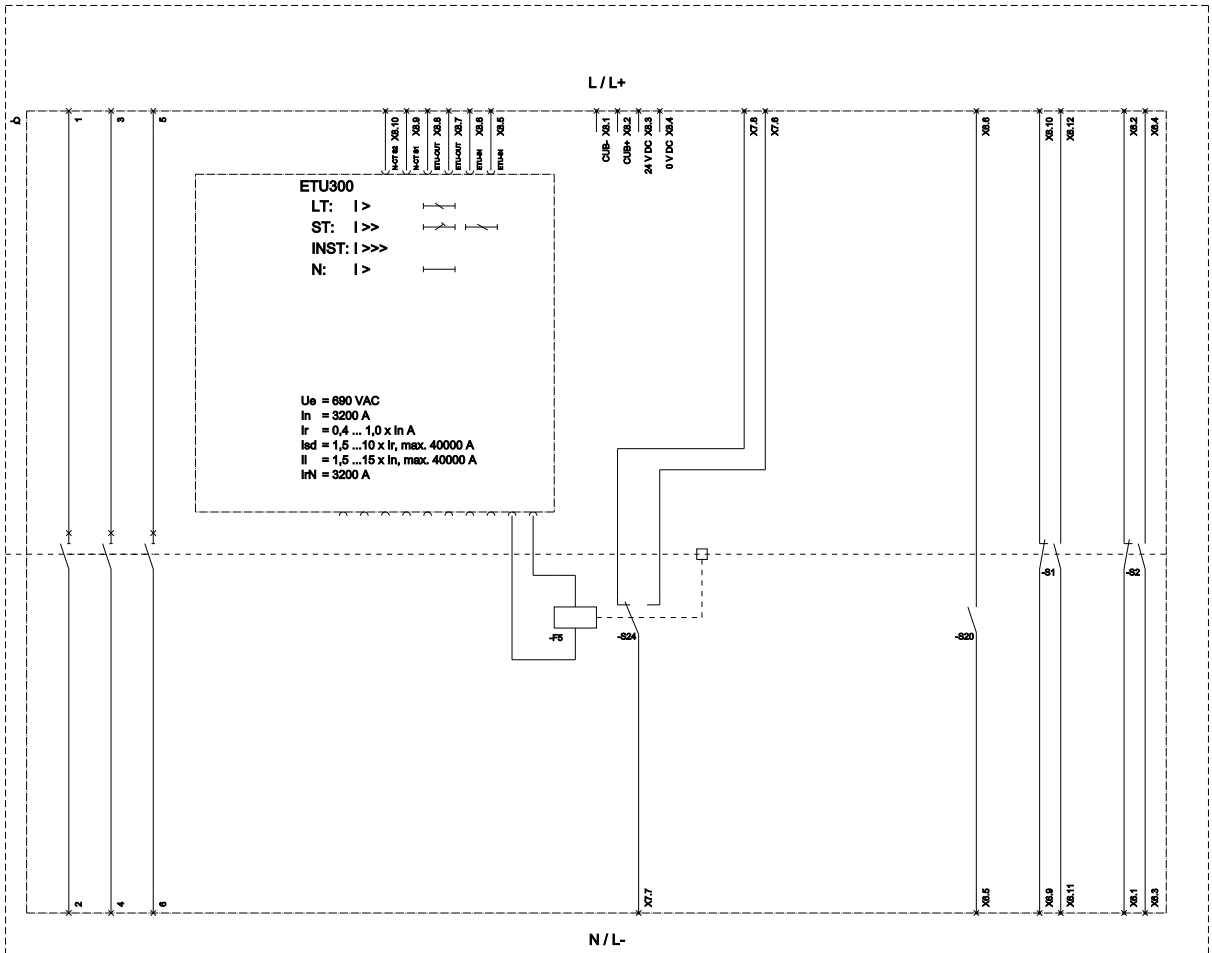 L / L+
-Q
1
3
5
N-CT S2 X8.10
N-CT S1 X8.9
ETU-OUT X8.8
ETU-OUT X8.7
ETU-IN X8.6
ETU-IN X8.5
CUB- X8.1
CUB+ X8.2
24 V DC X8.3
0 V DC X8.4
X7.8
X7.6
X6.6
X6.10
X6.12
X6.2
X6.4
ETU300
LT: I >
ST: I >>
INST: I >>>
N: I >
Ue = 690 VAC
In = 3200 A
Ir = 0,4 ... 1,0 x In A
Isd = 1,5 ...10 x Ir, max. 40000 A
Ii = 1,5 ...15 x In, max. 40000 A
IrN = 3200 A
-S1
-S2
-F5
-S24
-S20
2
4
6
X7.7
X6.5
X6.9
X6.11
X6.1
X6.3
N / L-